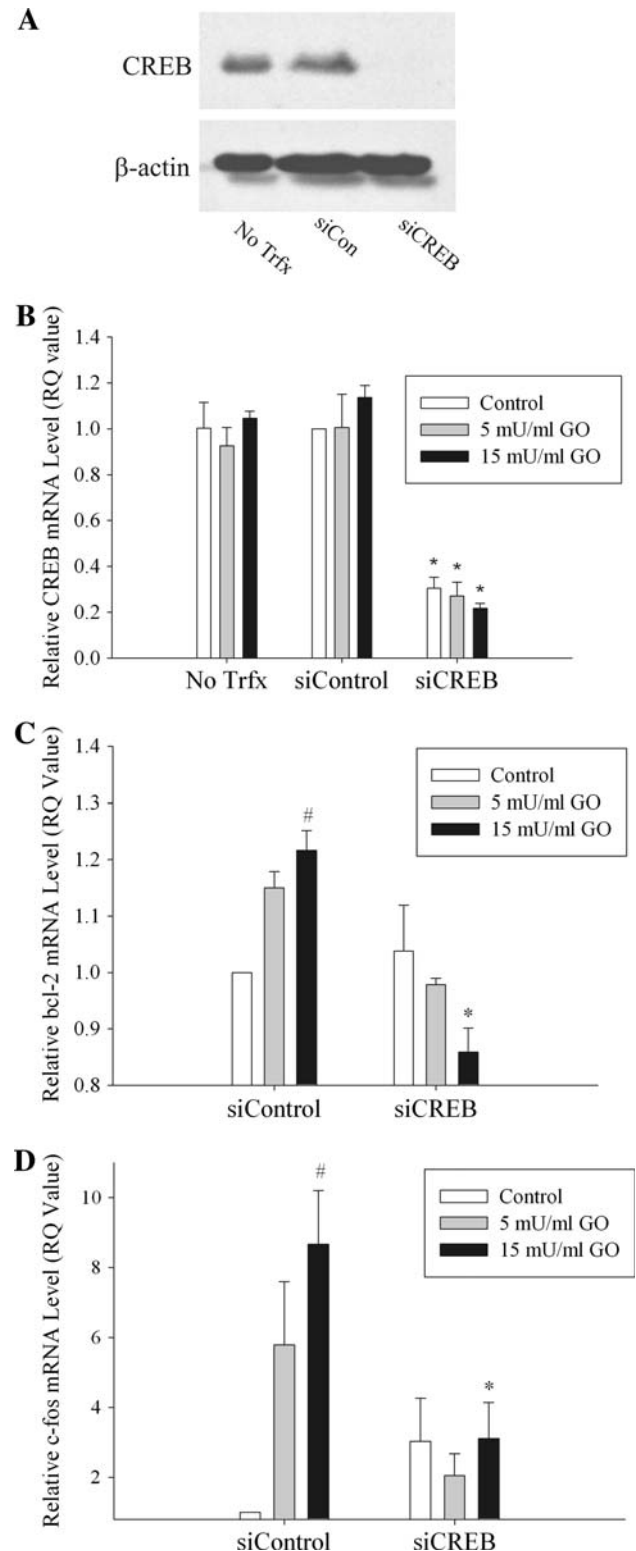 A
CREB
β-actin
No Trfx
siCon
siCREB
B
Relative CREB mRNA Level (RQ value)
1.4
1.2
1.0
0.8
0.6
0.4
0.2
0.0
Control
5 mU/ml GO
15 mU/ml GO
* * *
No Trfx siControl siCREB
C
Relative bcl-2 mRNA Level (RQ Value)
1.4
1.3
1.2
1.1
1.0
0.9
0.8
Control
5 mU/ml GO
15 mU/ml GO
#
*
siControl siCREB
D
Relative c-fos mRNA Level (RQ Value)
10
8
6
4
2
Control
5 mU/ml GO
15 mU/ml GO
#
*
siControl siCREB